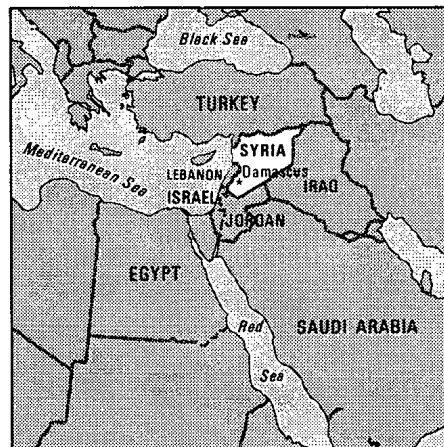 Black Sea
TURKEY
Mediterranean Sea
SYRIA
LEBANON
Damascus
ISRAEL
IRAQ
JORDAN
EGYPT
SAUDI ARABIA
Red
Sea